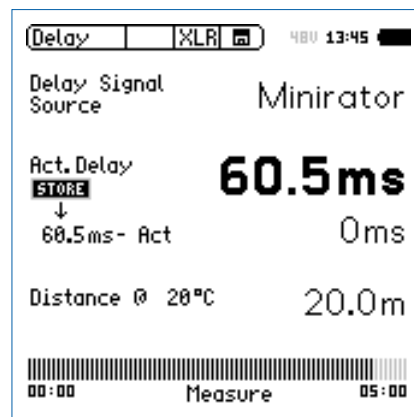 Delay XLR 48V 13:45
Delay Signal
Source
Minirator
Act. Delay
60.5ms
STORE
60.5ms- Act
0ms
Distance @ 20°C
20.0m
00:00 Measure 05:00